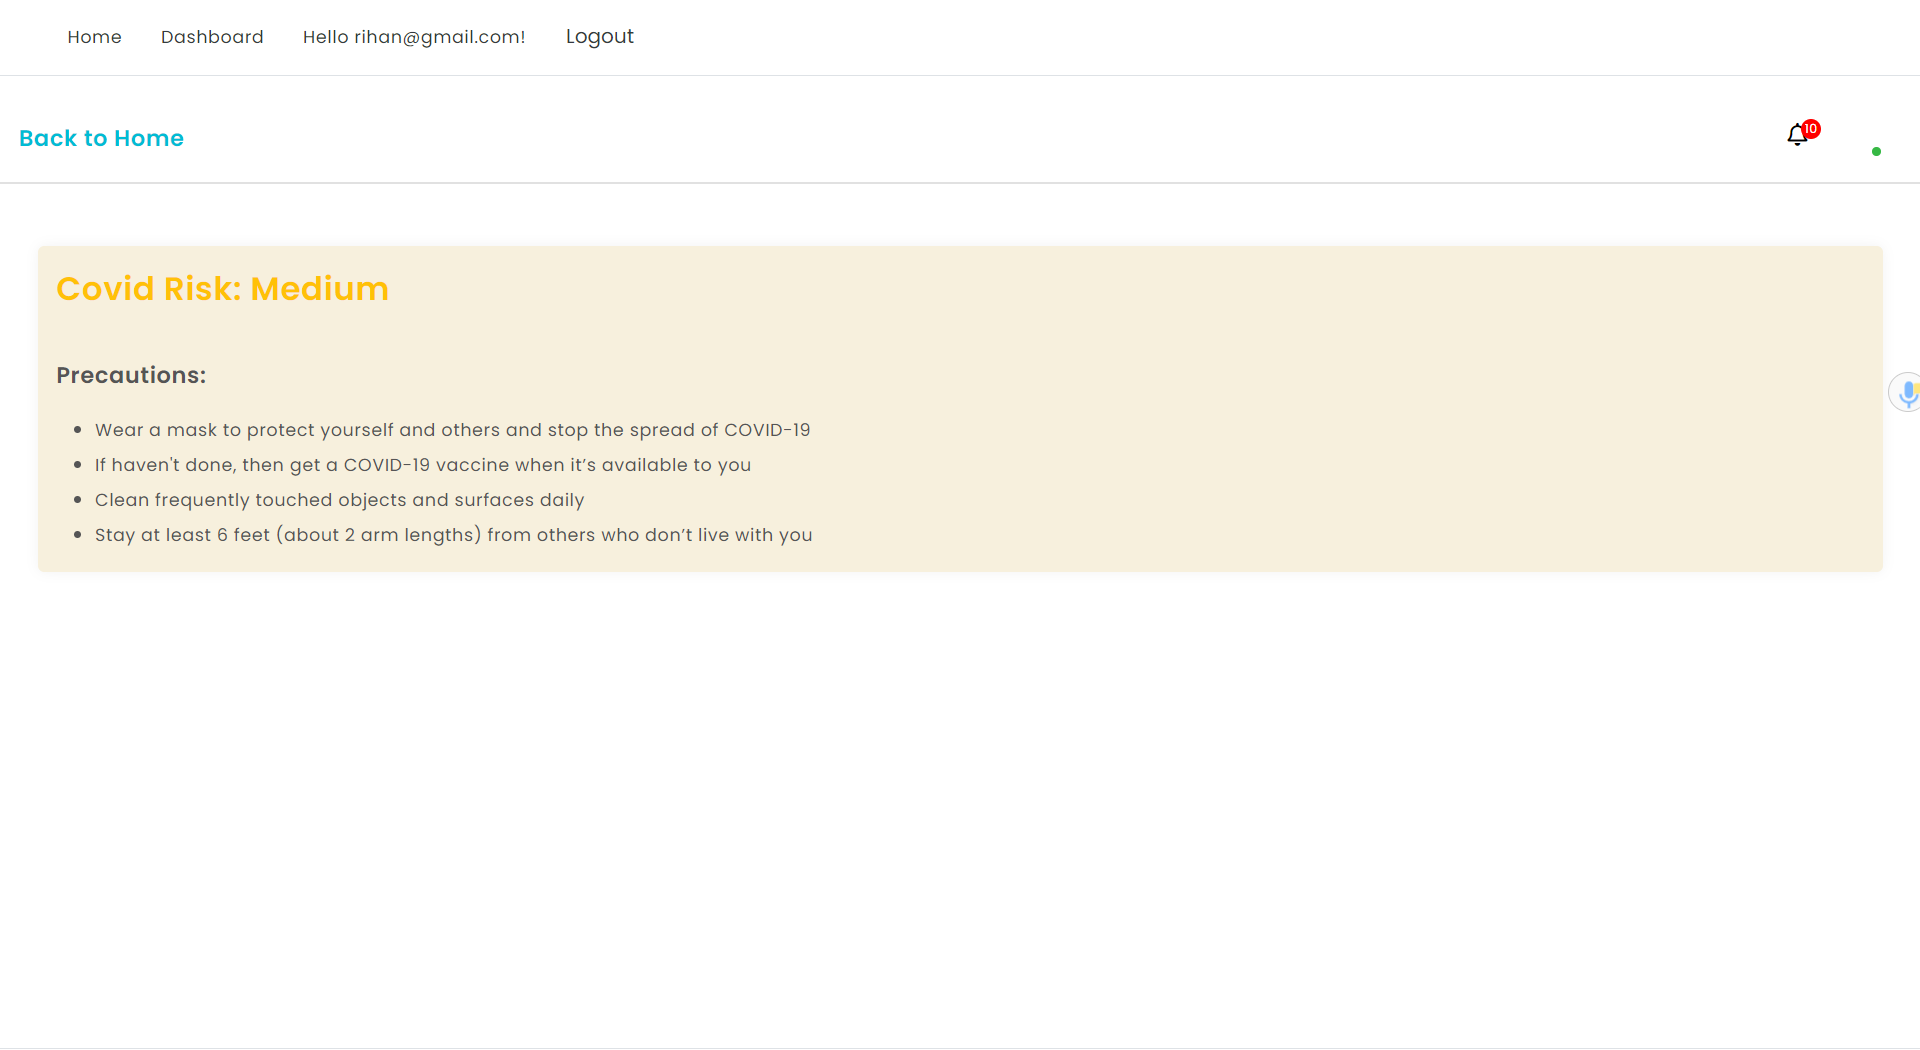 Home Dashboard Hello rihan@gmail.com! Logout
Back to Home
10
Covid Risk: Medium
Precautions:
Wear a mask to protect yourself and others and stop the spread of COVID-19
If haven't done, then get a COVID-19 vaccine when it’s available to you
Clean frequently touched objects and surfaces daily
Stay at least 6 feet (about 2 arm lengths) from others who don’t live with you